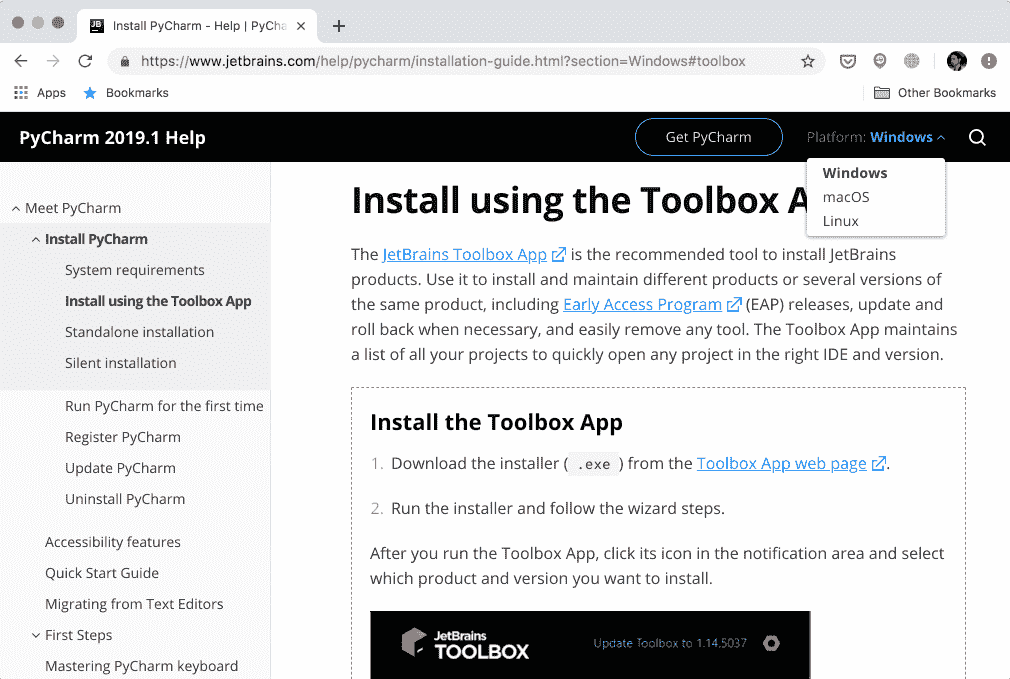 Install PyCharm - Help | PyCha
https://www.jetbrains.com/help/pycharm/installation-guide.html?section=Windows#toolbox
Apps
Bookmarks
Other Bookmarks
PyCharm 2019.1 Help
Get PyCharm
Platform: Windows
Windows
macOS
Linux
Meet PyCharm
Install PyCharm
System requirements
Install using the Toolbox App
Standalone installation
Silent installation
Run PyCharm for the first time
Register PyCharm
Update PyCharm
Uninstall PyCharm
Accessibility features
Quick Start Guide
Migrating from Text Editors
First Steps
Mastering PyCharm keyboard
Install using the Toolbox A
The JetBrains Toolbox App is the recommended tool to install JetBrains
products. Use it to install and maintain different products or several versions of
the same product, including Early Access Program (EAP) releases, update and
roll back when necessary, and easily remove any tool. The Toolbox App maintains
a list of all your projects to quickly open any project in the right IDE and version.
Install the Toolbox App
1. Download the installer ( .exe ) from the Toolbox App web page.
2. Run the installer and follow the wizard steps.
After you run the Toolbox App, click its icon in the notification area and select
which product and version you want to install.
JetBrains
TOOLBOX
Update Toolbox to 1.14.5037